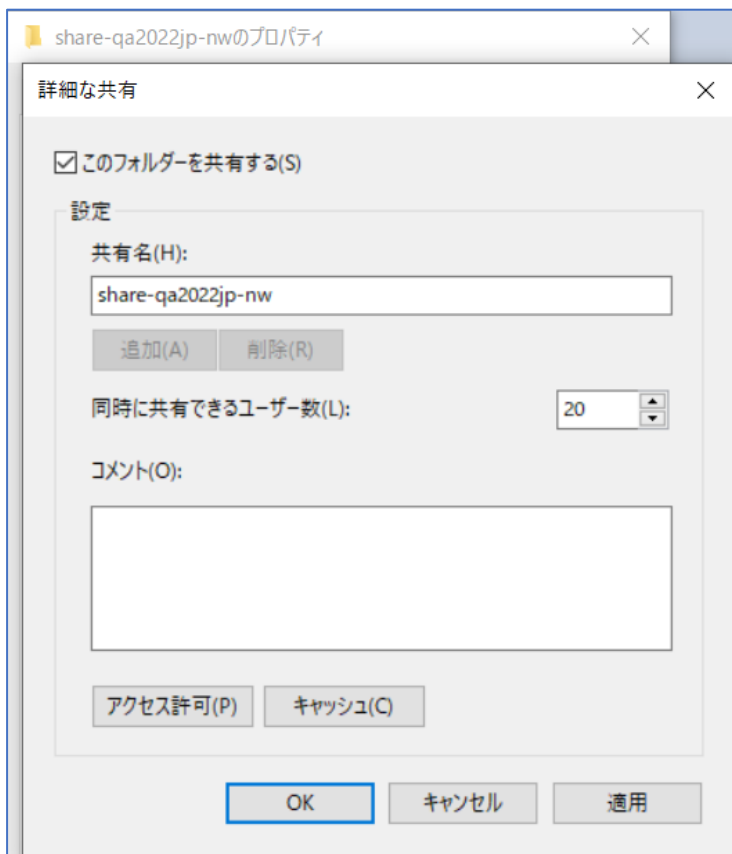 share-qa2022jp-nwのプロパティ
詳細な共有
このフォルダーを共有する(S)
設定
共有名(H):
share-qa2022jp-nw
追加(A) 削除(R)
同時に共有できるユーザー数(L): 20
コメント(O):
アクセス許可(P) キャッシュ(C)
OK キャンセル 適用